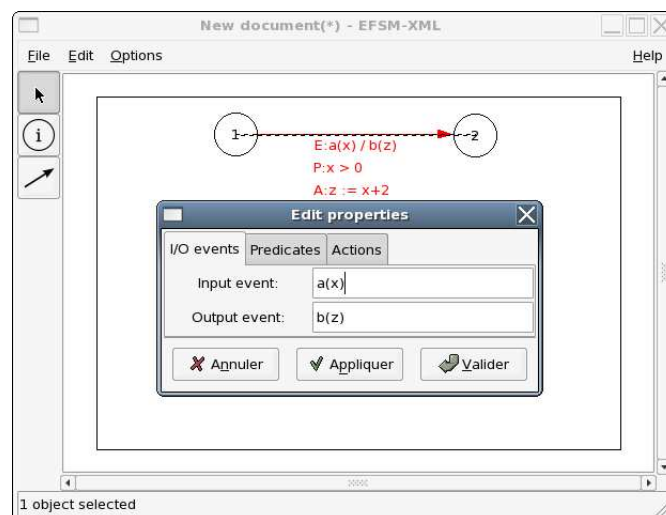 New document(*) - EFSM-XML
File Edit Options Help
1 2
E:a(x) / b(z)
P:x > 0
A:z := x+2
i
Edit properties
I/O events Predicates Actions
Input event: a(x)
Output event: b(z)
Annuler Appliquer Valider
1 object selected